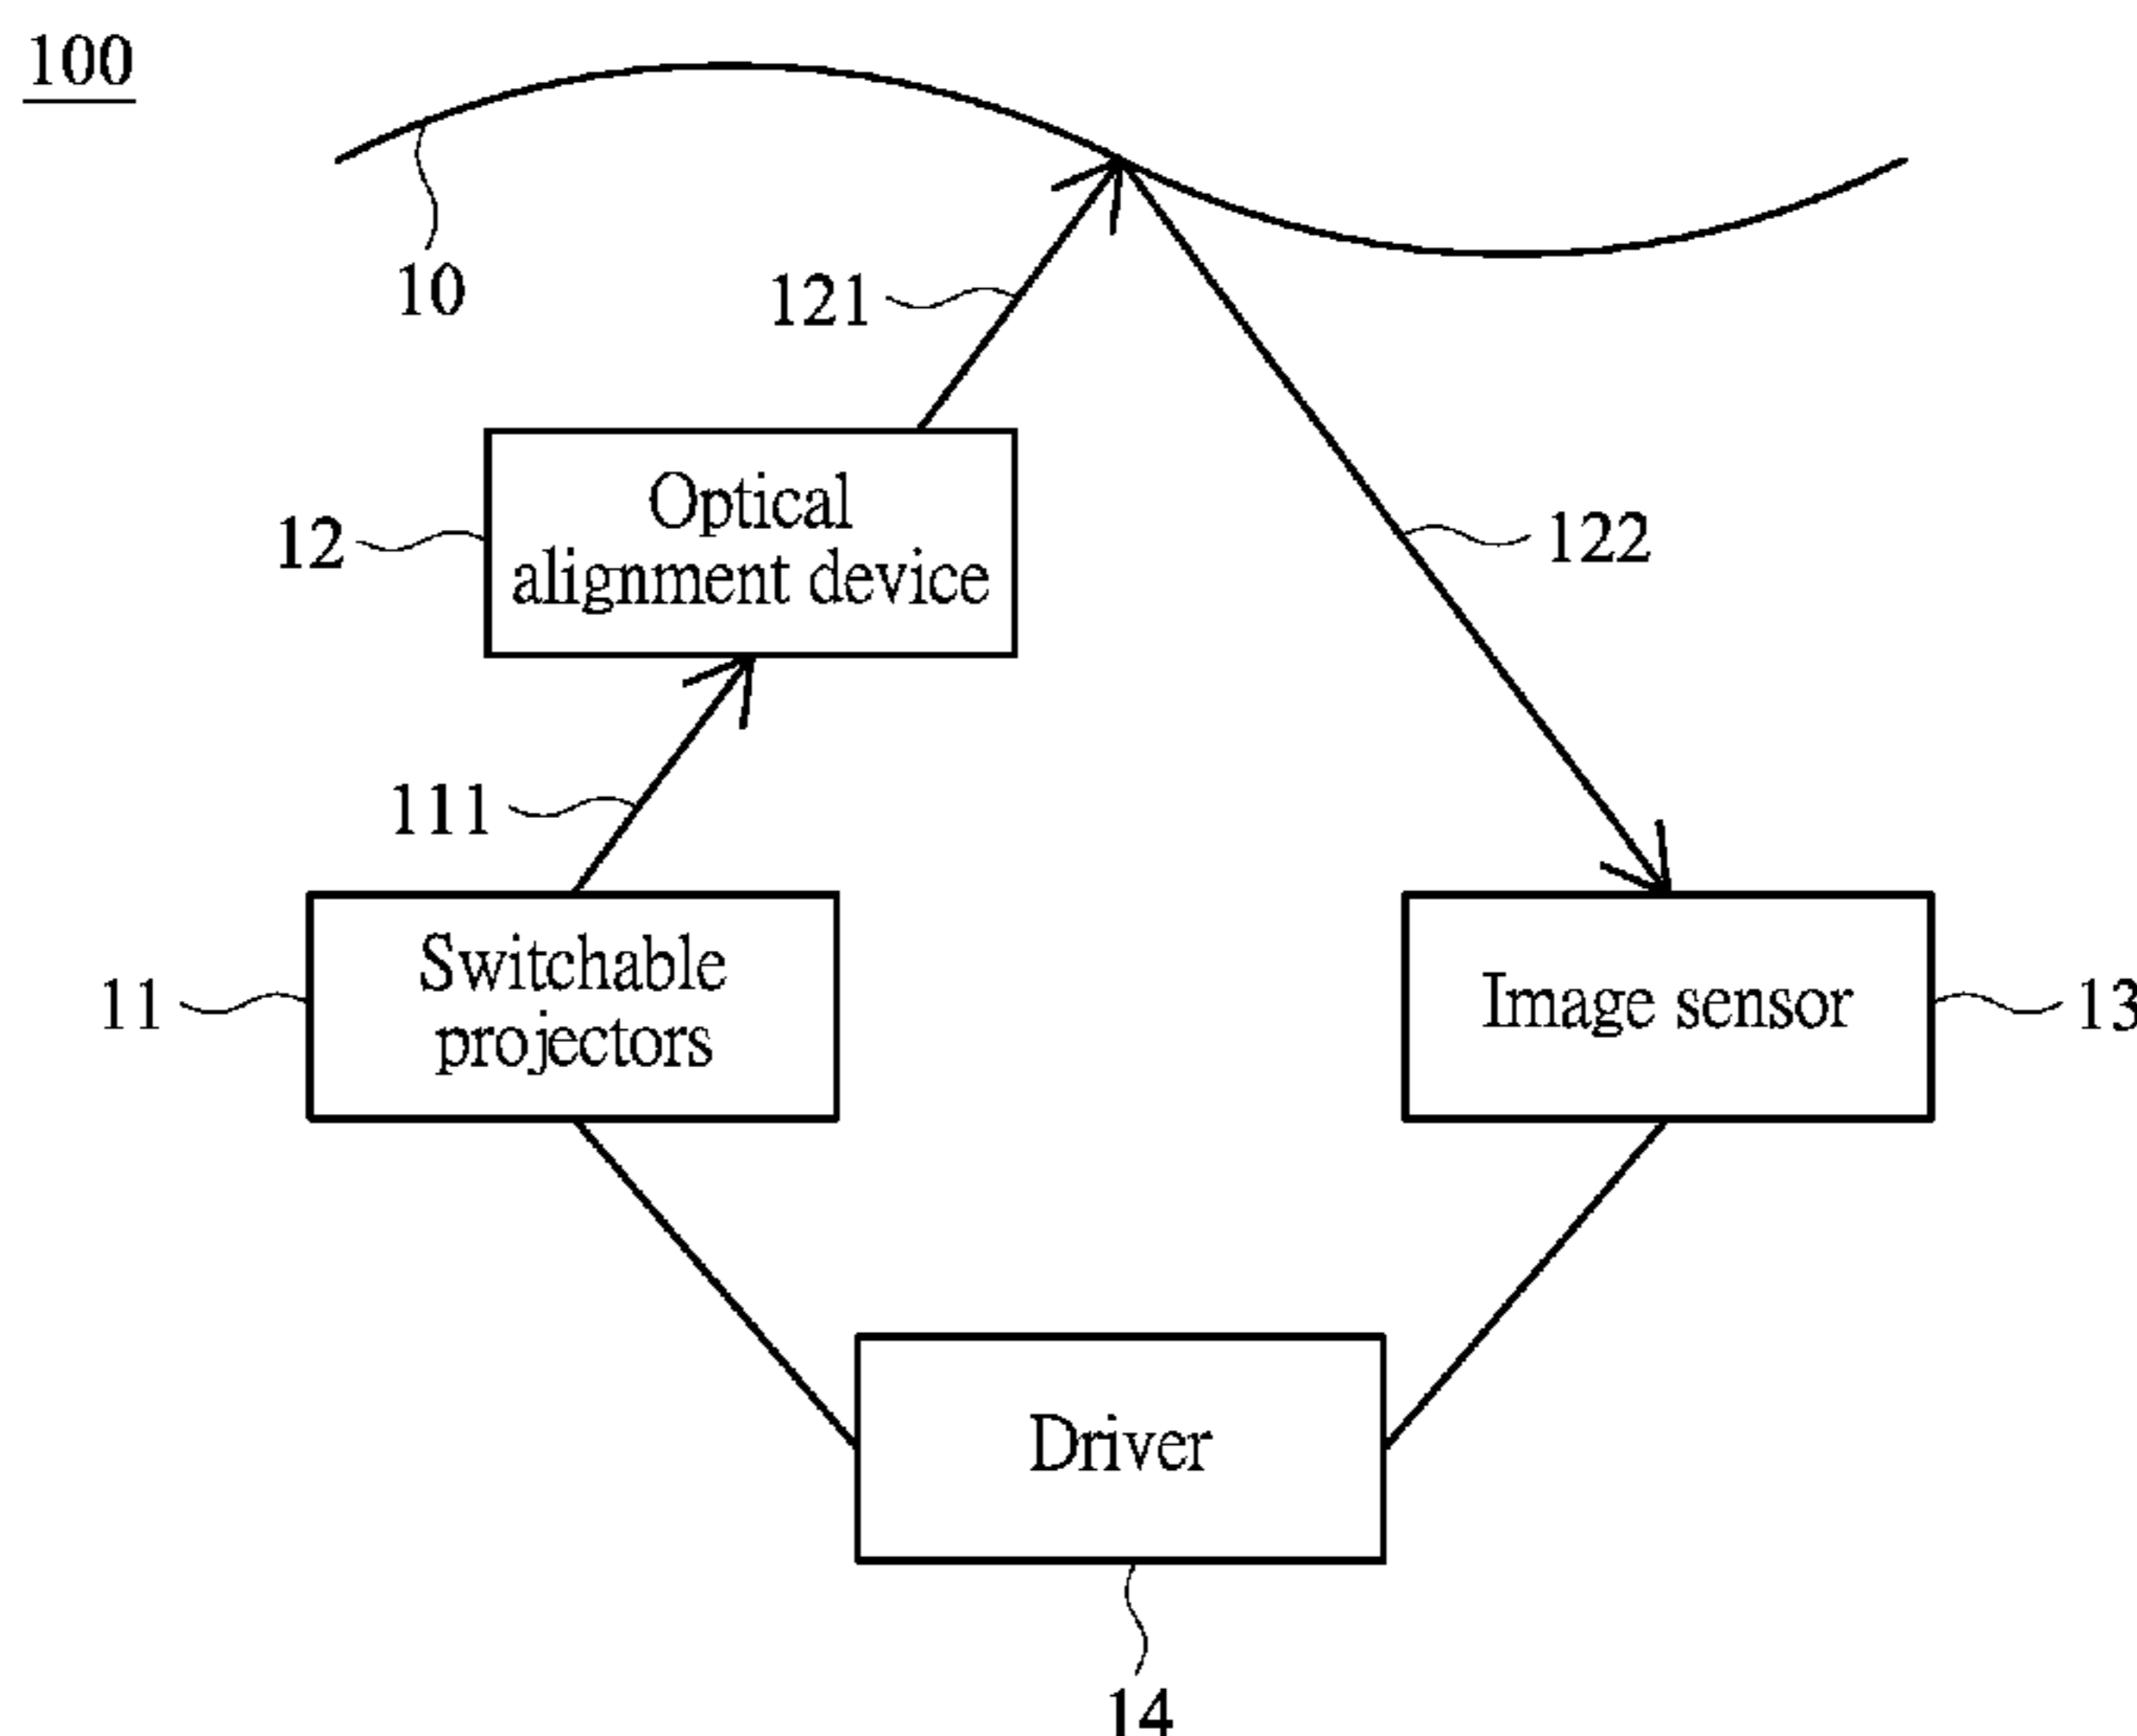 100
10
121
Optical
alignment device
12
122
111
Switchable
projectors
11
Image sensor
13
Driver
14